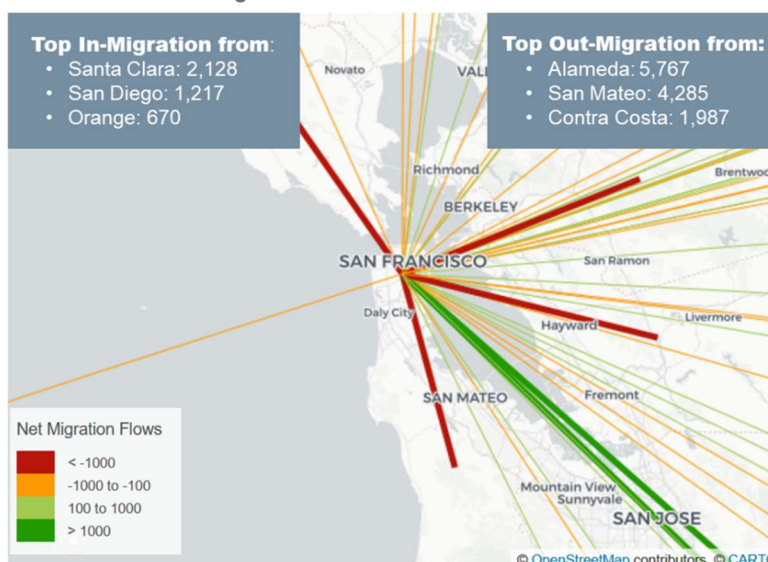 Top In-Migration from:
• Santa Clara: 2,128
• San Diego: 1,217
• Orange: 670
Top Out-Migration from:
• Alameda: 5,767
• San Mateo: 4,285
• Contra Costa: 1,987
Novato
VALL
Richmond
Brentwood
BERKELEY
SAN FRANCISCO
San Ramon
Daly City
Hayward
Livermore
SAN MATEO
Fremont
Mountain View
Sunnyvale
SAN JOSE
Net Migration Flows
< -1000
-1000 to -100
100 to 1000
> 1000
© OpenStreetMap contributors, © CARTO